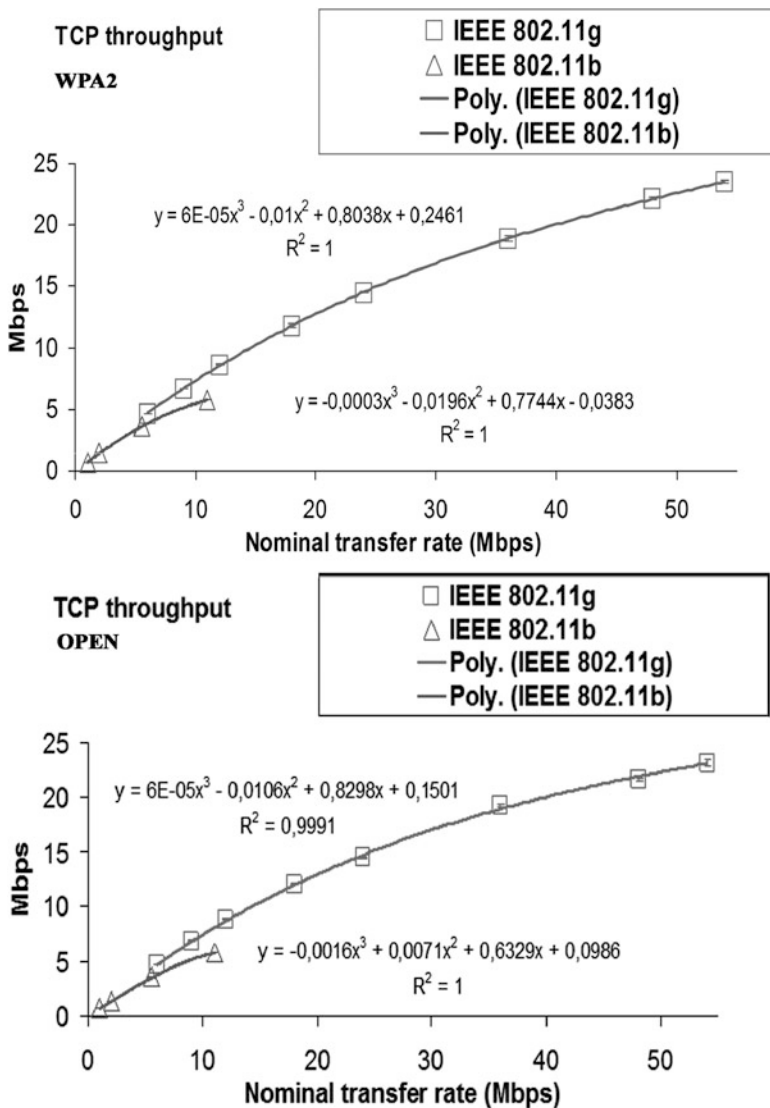 TCP throughput
WPA2
IEEE 802.11g
IEEE 802.11b
Poly. (IEEE 802.11g)
Poly. (IEEE 802.11b)
25
20
15
10
5
0
Mbps
y = 6E-05x³ - 0,01x² + 0,8038x + 0,2461
R² = 1
y = -0,0003x³ - 0,0196x² + 0,7744x - 0,0383
R² = 1
0 10 20 30 40 50
Nominal transfer rate (Mbps)
TCP throughput
OPEN
IEEE 802.11g
IEEE 802.11b
Poly. (IEEE 802.11g)
Poly. (IEEE 802.11b)
25
20
15
10
5
0
Mbps
y = 6E-05x³ - 0,0106x² + 0,8298x + 0,1501
R² = 0,9991
y = -0,0016x³ + 0,0071x² + 0,6329x + 0,0986
R² = 1
0 10 20 30 40 50
Nominal transfer rate (Mbps)